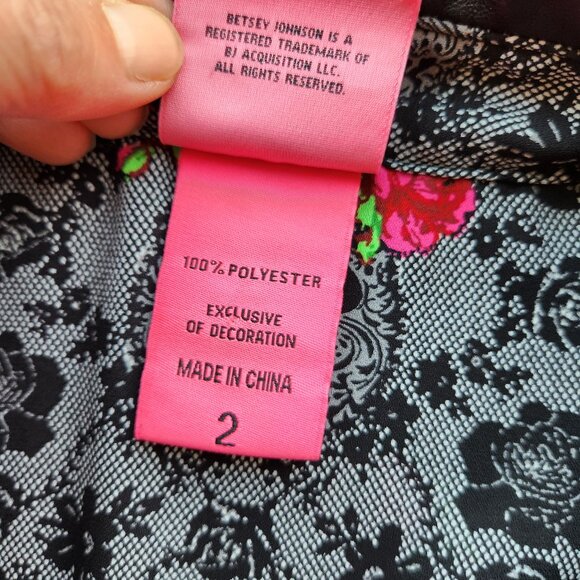 BETSEY JOHNSON IS A
REGISTERED TRADEMARK OF
BJ ACQUISITION LLC.
ALL RIGHTS RESERVED.
100% POLYESTER
EXCLUSIVE
OF DECORATION
MADE IN CHINA
2